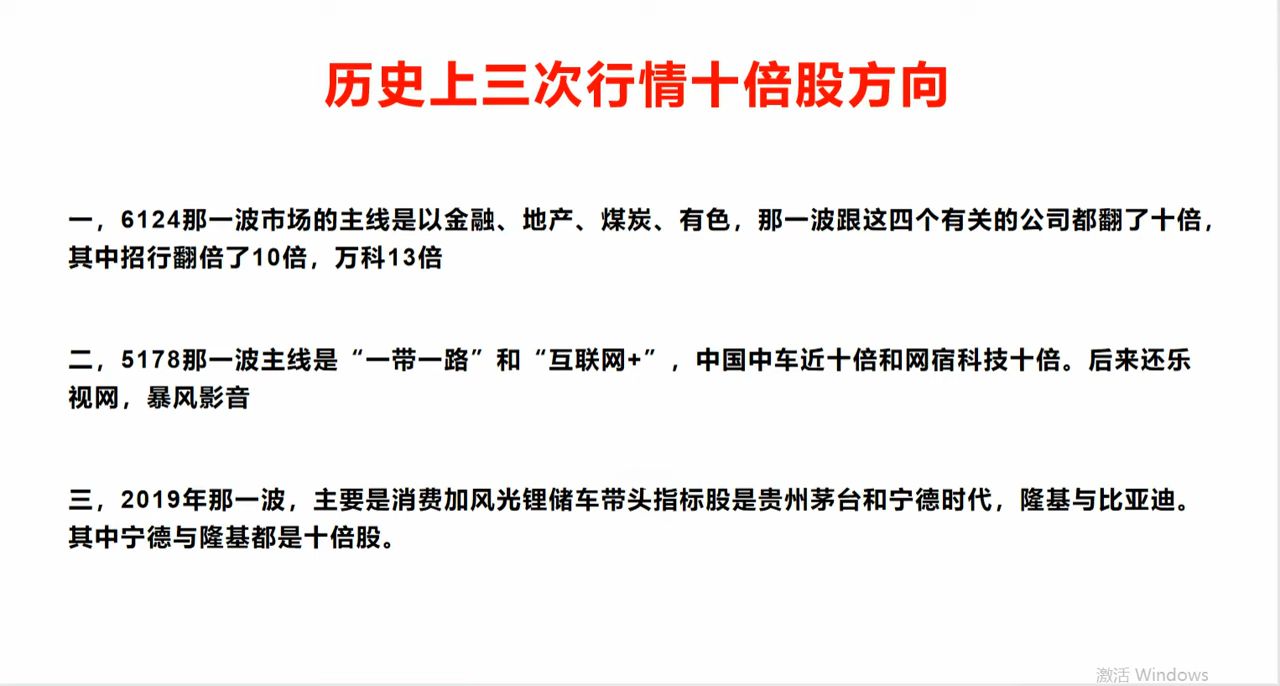 历史上三次行情十倍股方向
一，6124那一波市场的主线是以金融、地产、煤炭、有色，那一波跟这四个有关的公司都翻了十倍，
其中招行翻倍了10倍，万科13倍
二，5178那一波主线是“一带一路”和“互联网+”，中国中车近十倍和网宿科技十倍。后来还乐
视网，暴风影音
三，2019年那一波，主要是消费加风光锂储车带头指标股是贵州茅台和宁德时代，隆基与比亚迪。
其中宁德与隆基都是十倍股。
激活 Windows